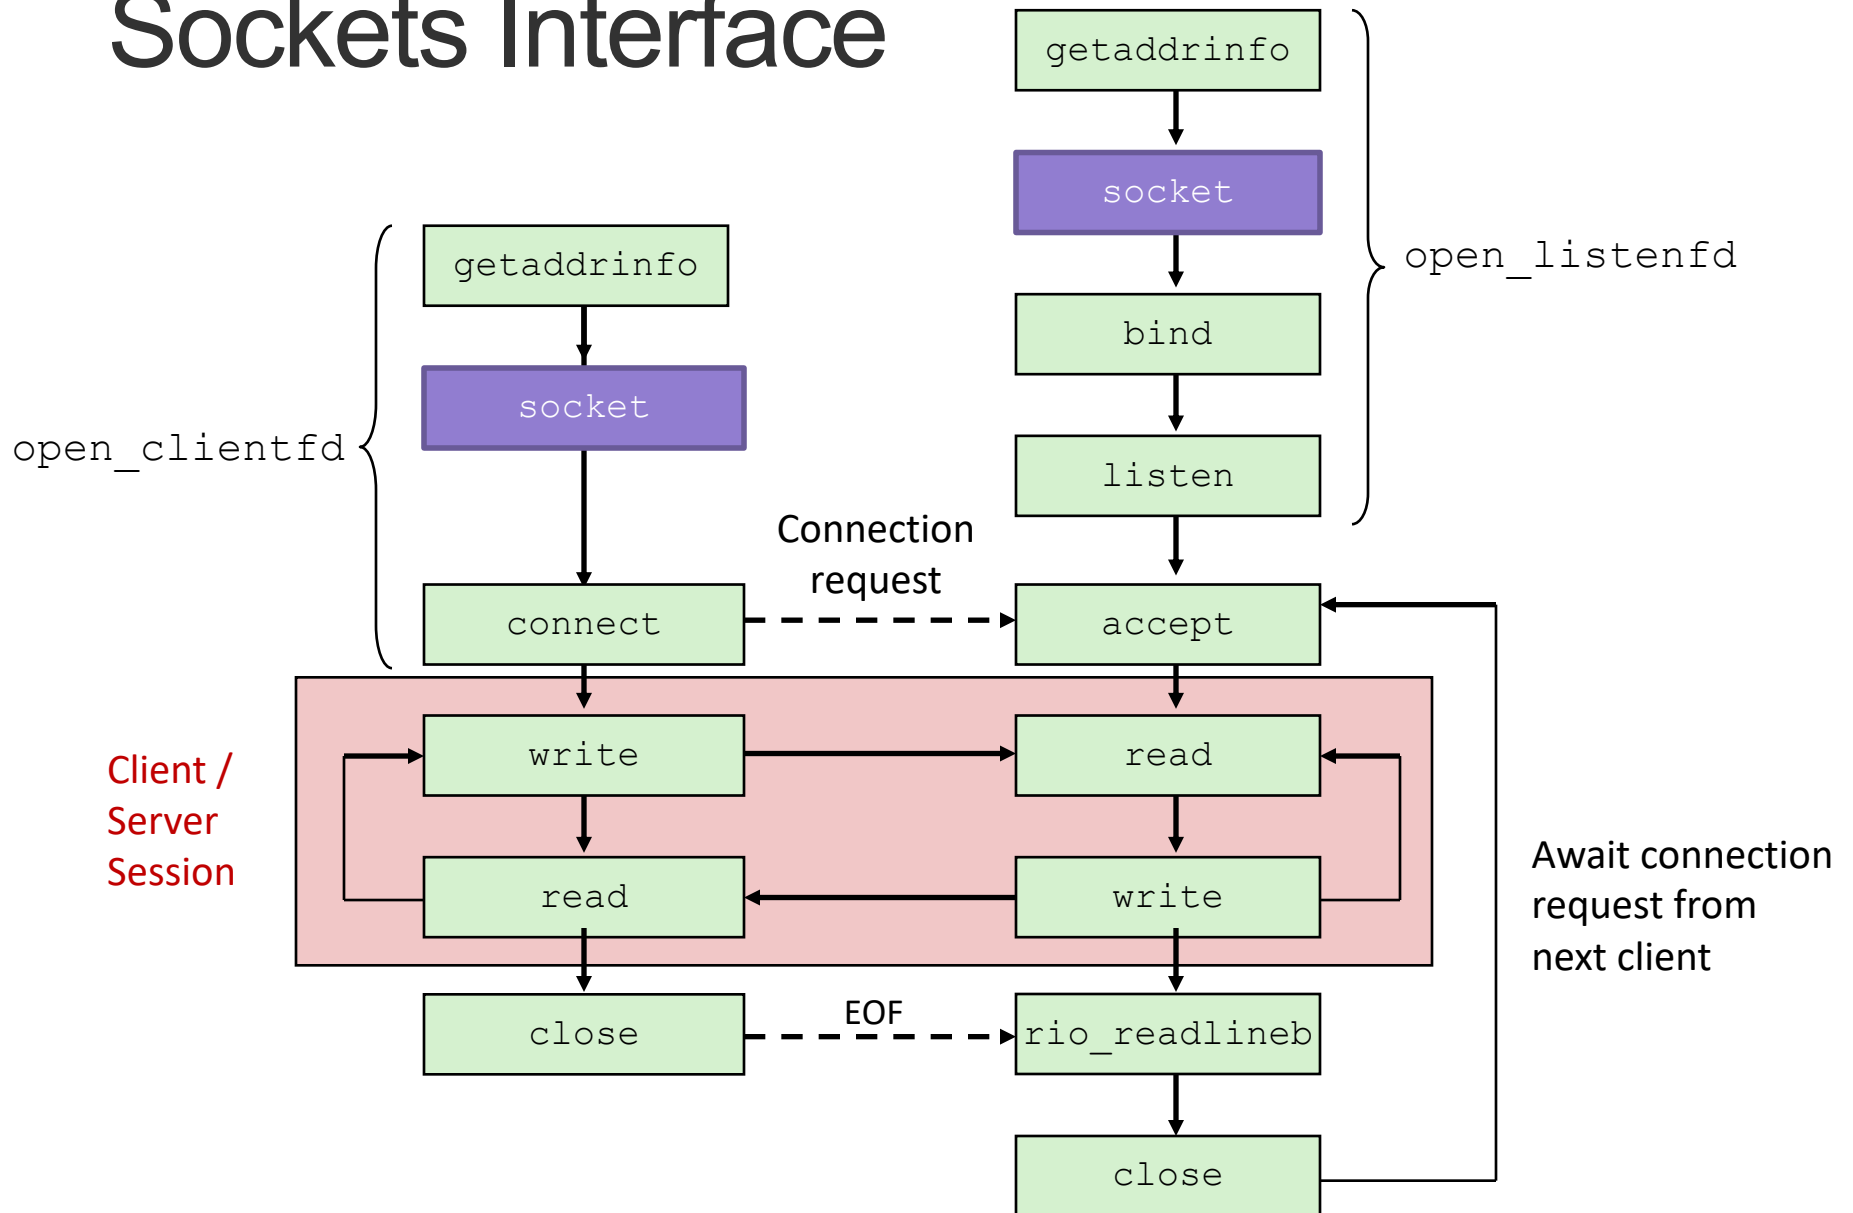 Sockets Interface
getaddrinfo
socket
open_listenfd
getaddrinfo
bind
socket
open_clientfd
listen
Connection
request
connect
accept
Client /
Server
Session
write
read
read
write
Await connection
request from
next client
close
EOF
rio_readlineb
close